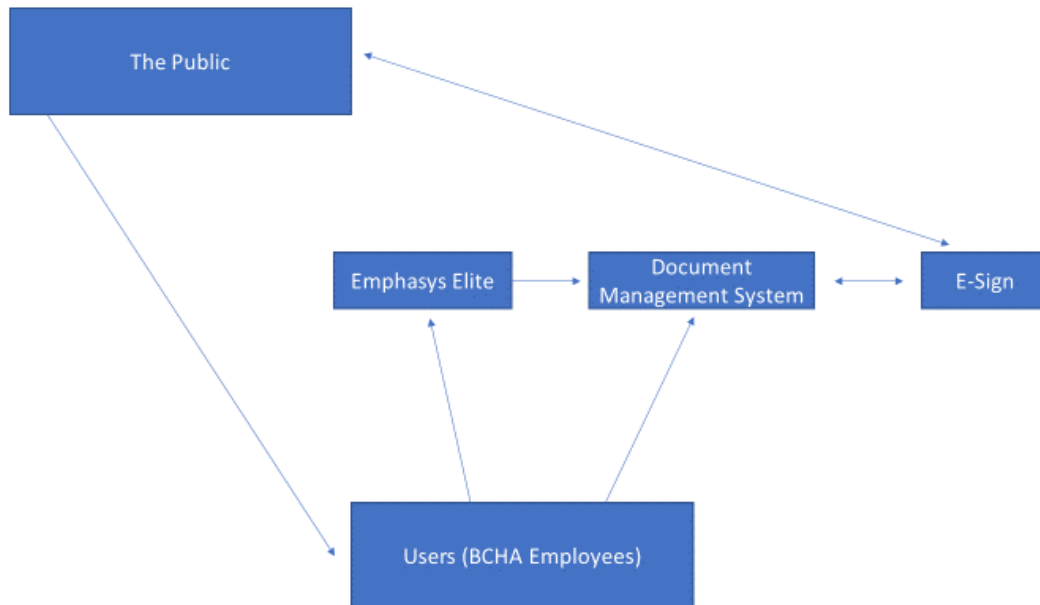 The Public
Emphasys Elite
Document
Management System
E-Sign
Users (BCHA Employees)